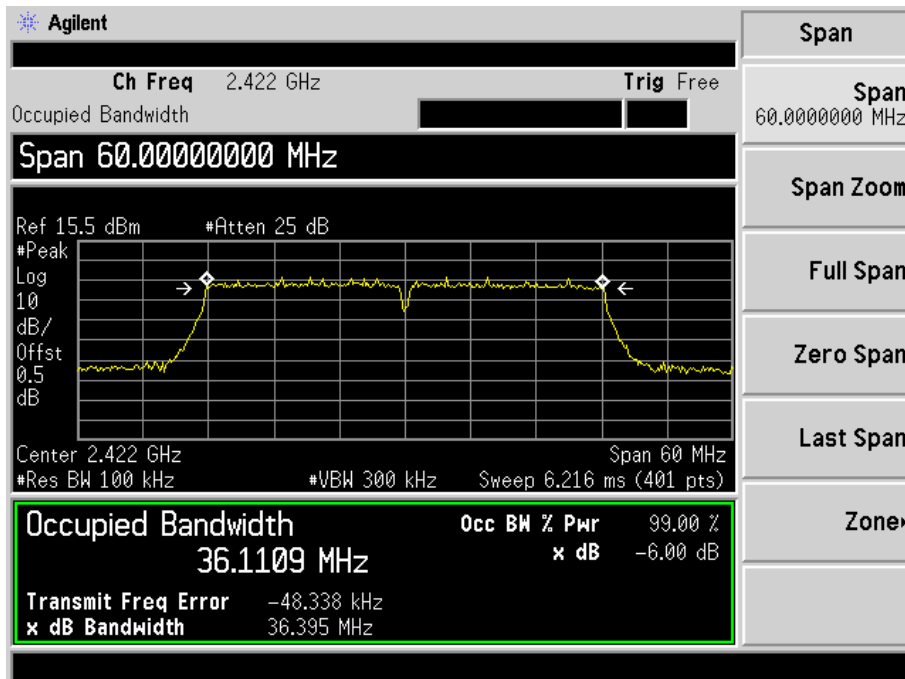 Agilent
Span
Ch Freq 2.422 GHz Trig Free
Occupied Bandwidth
Span
60.0000000 MHz
Span 60.00000000 MHz
Span Zoom
Ref 15.5 dBm #Atten 25 dB
#Peak
Log
10
dB/
Offst
0.5
dB
Full Span
Zero Span
Last Span
Center 2.422 GHz Span 60 MHz
#Res BW 100 kHz #VBW 300 kHz Sweep 6.216 ms (401 pts)
Zone
Occupied Bandwidth Occ BW % Pwr 99.00 %
36.1109 MHz x dB -6.00 dB
Transmit Freq Error -48.338 kHz
x dB Bandwidth 36.395 MHz